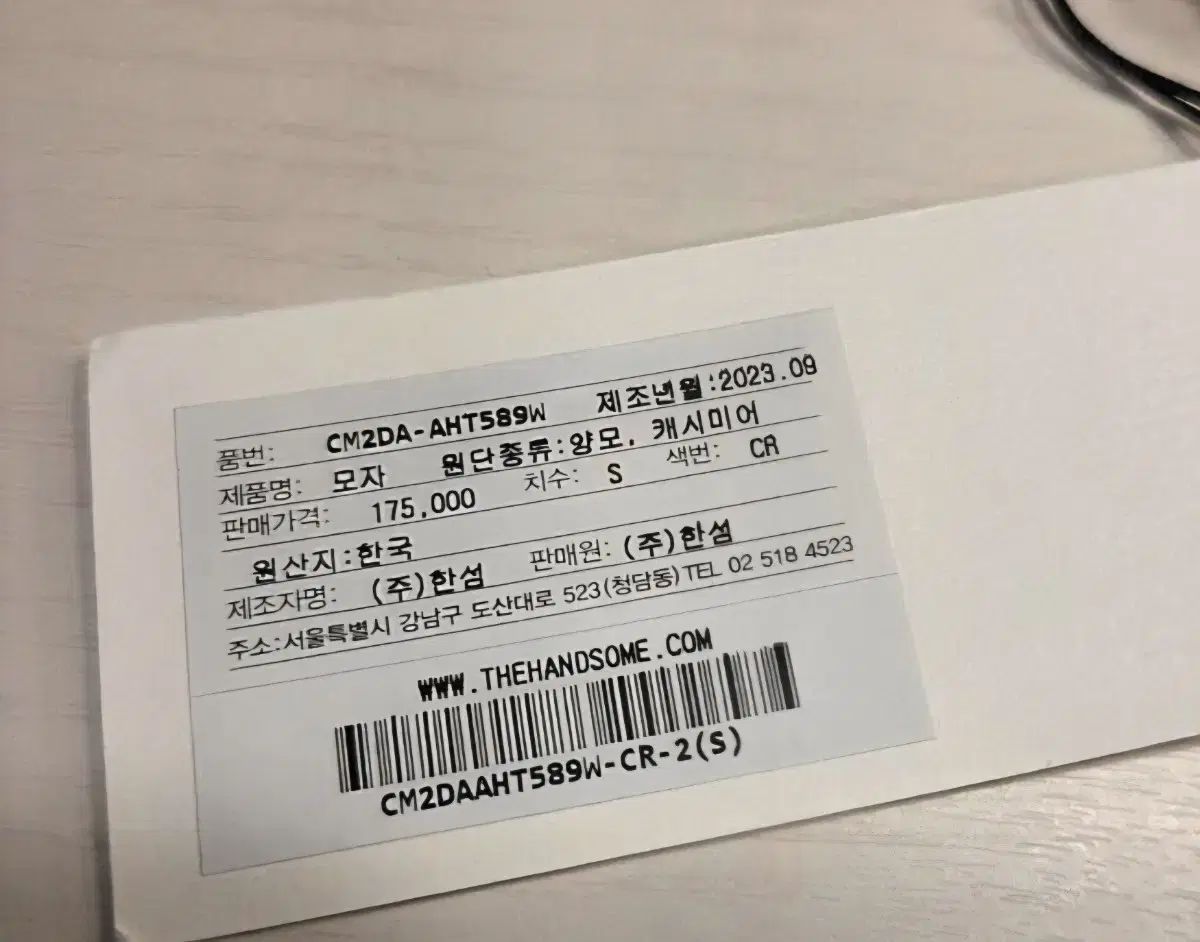 품번: CM2DA-AHT589W 제조년월:2023.09
제품명: 모자 원단종류:양모, 캐시미어
판매가격: 175,000 치수: S 색번: CR
원산지:한국
제조자명: (주)한섬 판매원: (주)한섬
주소:서울특별시 강남구 도산대로 523(청담동) TEL 02 518 4523
WWW.THEHANDSOME.COM
CM2DAAHT589W-CR-2(S)